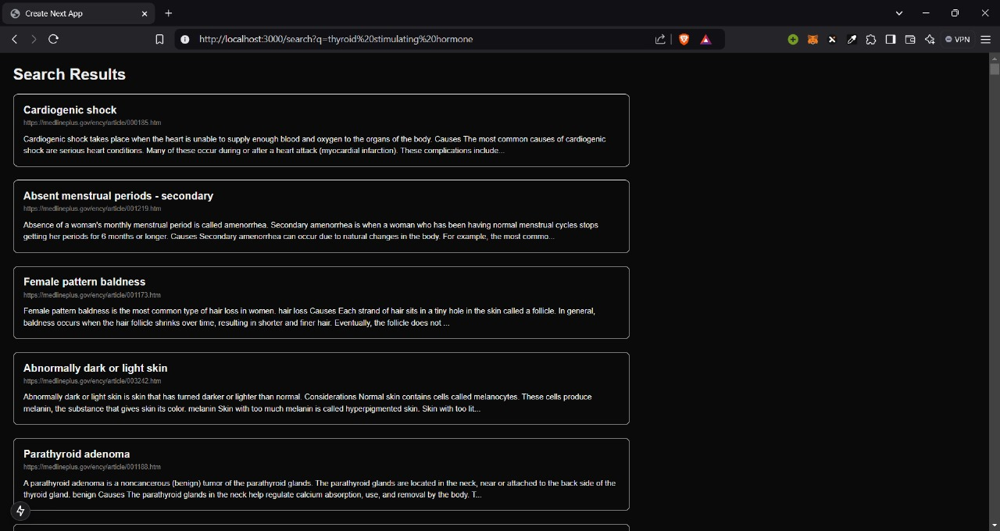 Create Next App
http://localhost:3000/search?q=thyroid%20stimulating%20hormone
VPN
Search Results
Cardiogenic shock
https://medlineplus.gov/ency/article/000185.htm
Cardiogenic shock takes place when the heart is unable to supply enough blood and oxygen to the organs of the body. Causes The most common causes of cardiogenic
shock are serious heart conditions. Many of these occur during or after a heart attack (myocardial infarction). These complications include...
Absent menstrual periods - secondary
https://medlineplus.gov/ency/article/001219.htm
Absence of a woman's monthly menstrual period is called amenorrhea. Secondary amenorrhea is when a woman who has been having normal menstrual cycles stops
getting her periods for 6 months or longer. Causes Secondary amenorrhea can occur due to natural changes in the body. For example, the most commo...
Female pattern baldness
https://medlineplus.gov/ency/article/001173.htm
Female pattern baldness is the most common type of hair loss in women. hair loss Causes Each strand of hair sits in a tiny hole in the skin called a follicle. In general,
baldness occurs when the hair follicle shrinks over time, resulting in shorter and finer hair. Eventually, the follicle does not ...
Abnormally dark or light skin
https://medlineplus.gov/ency/article/003242.htm
Abnormally dark or light skin is skin that has turned darker or lighter than normal. Considerations Normal skin contains cells called melanocytes. These cells produce
melanin, the substance that gives skin its color. melanin Skin with too much melanin is called hyperpigmented skin. Skin with too lit...
Parathyroid adenoma
https://medlineplus.gov/ency/article/001188.htm
A parathyroid adenoma is a noncancerous (benign) tumor of the parathyroid glands. The parathyroid glands are located in the neck, near or attached to the back side of the
thyroid gland. benign Causes The parathyroid glands in the neck help regulate calcium absorption, use, and removal by the body. T...